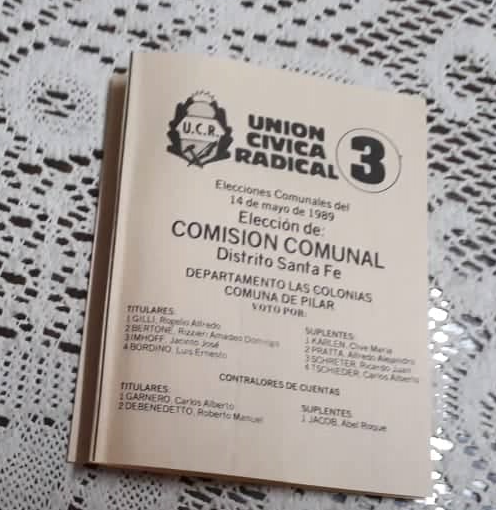 U.C.R.
UNION
CIVICA
RADICAL
3
Elecciones Comunales del
14 de mayo de 1989
Elección de:
COMISION COMUNAL
Distrito Santa Fe
DEPARTAMENTO LAS COLONIAS
COMUNA DE PILAR
VOTO POR:
TITULARES:
1 GILLI, Rogelio Alfredo
2 BERTONE, Rizzieri Amadeo Domingo
3 IMHOFF, Jacinto José
4 BORDINO, Luis Ernesto
SUPLENTES:
1 KARLEN, Clive María
2 PRATTA, Alfredo Alejandro
3 SCHRETER, Ricardo Juan
4 TSCHIEDER, Carlos Alberto
CONTRALORES DE CUENTAS
TITULARES:
1 GARNERO, Carlos Alberto
2 DEBENEDETTO, Roberto Manuel
SUPLENTES:
1 JACOB, Abel Roque